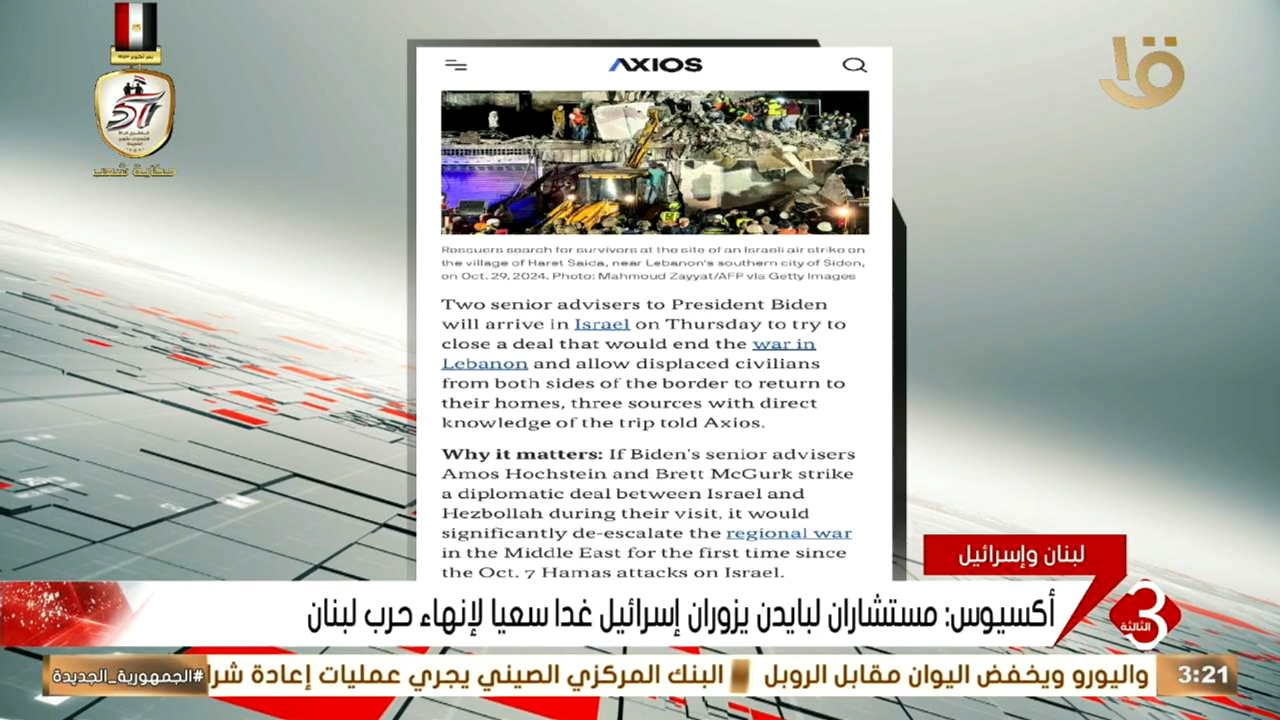 AXIOS
Rescuers search for survivors at the site of an Israeli air strike on
the village of Haret Saida, near Lebanon's southern city of Sidon,
on Oct. 29, 2024. Photo: Mahmoud Zayyat/AFP via Getty Images
Two senior advisers to President Biden
will arrive in Israel on Thursday to try to
close a deal that would end the war in
Lebanon and allow displaced civilians
from both sides of the border to return to
their homes, three sources with direct
knowledge of the trip told Axios.
Why it matters: If Biden's senior advisers
Amos Hochstein and Brett McGurk strike
a diplomatic deal between Israel and
Hezbollah during their visit, it would
significantly de-escalate the regional war
in the Middle East for the first time since
the Oct. 7 Hamas attacks on Israel.
حكاية شعب
لبنان وإسرائيل
أكسيوس: مستشاران لبايدن يزوران إسرائيل غدا سعيا لإنهاء حرب لبنان
3
الثالثة
3:21
واليورو ويخفض اليوان مقابل الروبل البنك المركزي الصيني يجري عمليات إعادة شرا
#الجمهورية_الجديدة